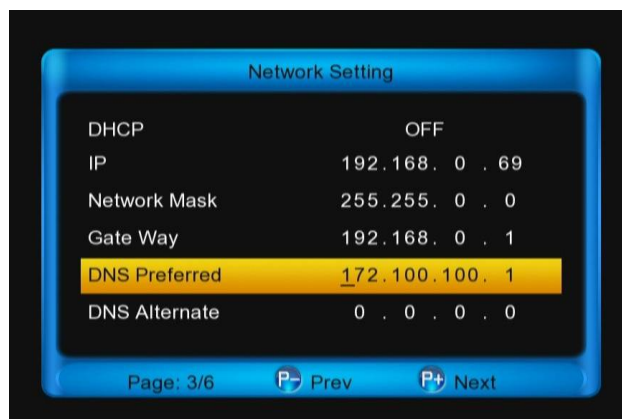 Network Setting
DHCP OFF
IP 192.168. 0 . 69
Network Mask 255.255. 0 . 0
Gate Way 192.168. 0 . 1
DNS Preferred 172.100.100. 1
DNS Alternate 0 . 0 . 0 . 0
Page: 3/6 P- Prev P+ Next